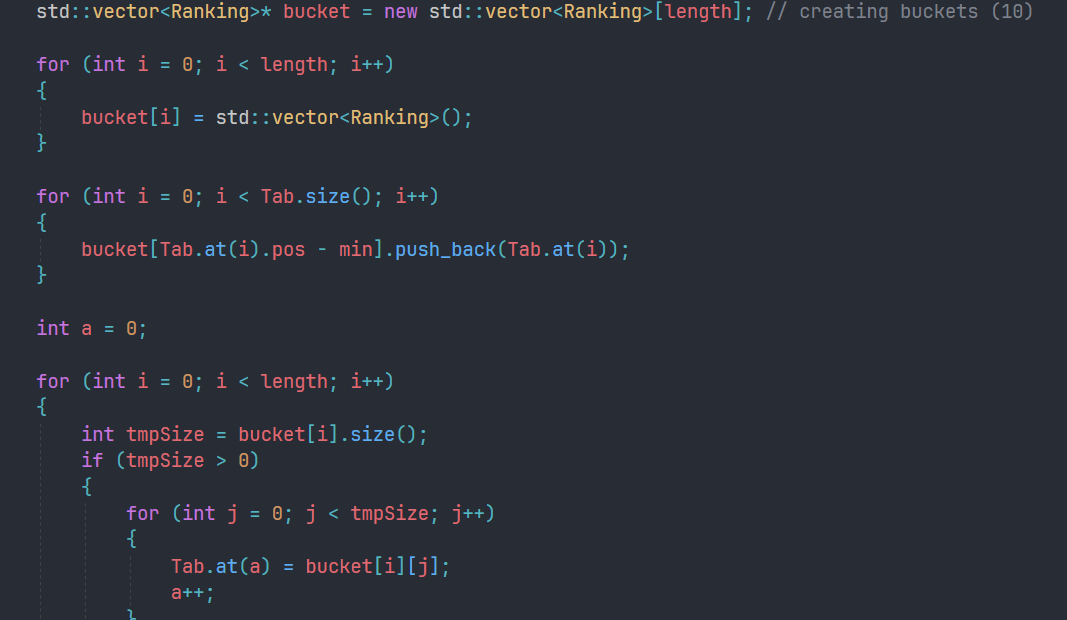 std::vector<Ranking>* bucket = new std::vector<Ranking>[length]; // creating buckets (10)
for (int i = 0; i < length; i++)
{
bucket[i] = std::vector<Ranking>();
}
for (int i = 0; i < Tab.size(); i++)
{
bucket[Tab.at(i).pos - min].push_back(Tab.at(i));
}
int a = 0;
for (int i = 0; i < length; i++)
{
int tmpSize = bucket[i].size();
if (tmpSize > 0)
{
for (int j = 0; j < tmpSize; j++)
{
Tab.at(a) = bucket[i][j];
a++;
}